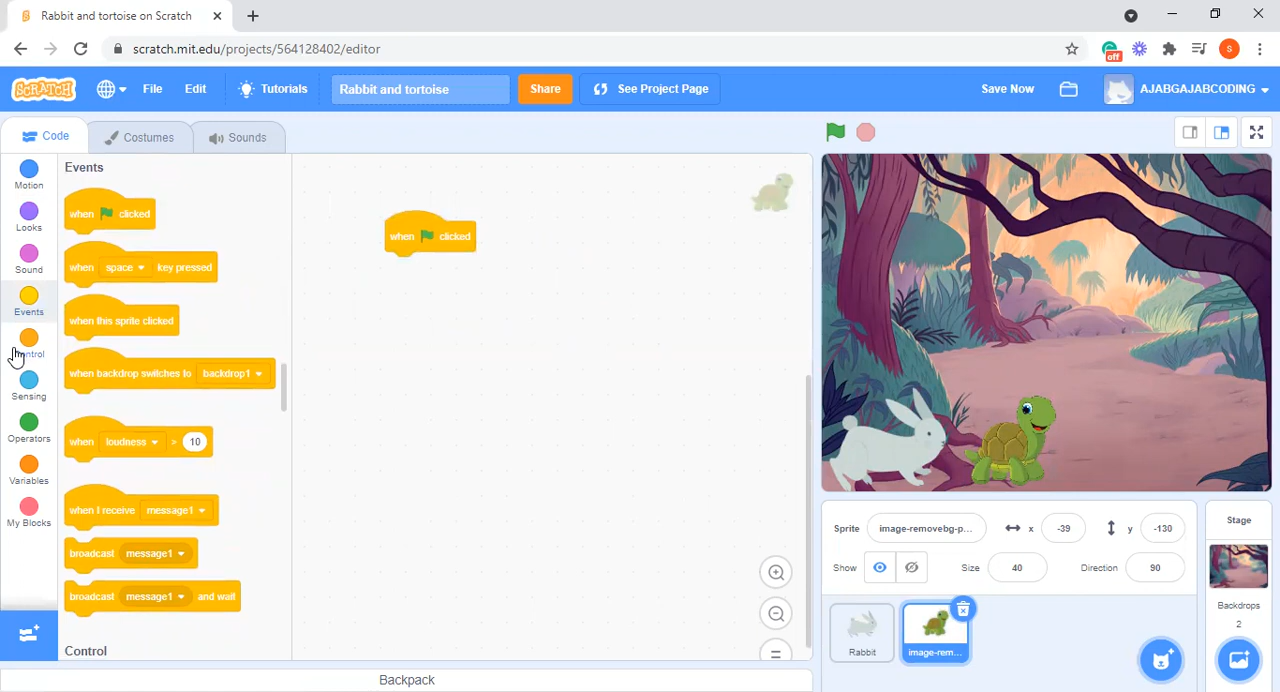 Rabbit and tortoise on Scratch
scratch.mit.edu/projects/564128402/editor
off
S
SCRATCH
File
Edit
Tutorials
Rabbit and tortoise
Share
See Project Page
Save Now
AJABGAJABCODING
Code
Costumes
Sounds
Motion
Looks
Sound
Events
Control
Sensing
Operators
Variables
My Blocks
Events
when clicked
when space key pressed
when this sprite clicked
when backdrop switches to backdrop1
when loudness > 10
when I receive message1
broadcast message1
broadcast message1 and wait
Control
when clicked
Sprite image-removebg-p... x -39 y -130
Show Size 40 Direction 90
Rabbit
image-rem...
Stage
Backdrops
2
Backpack